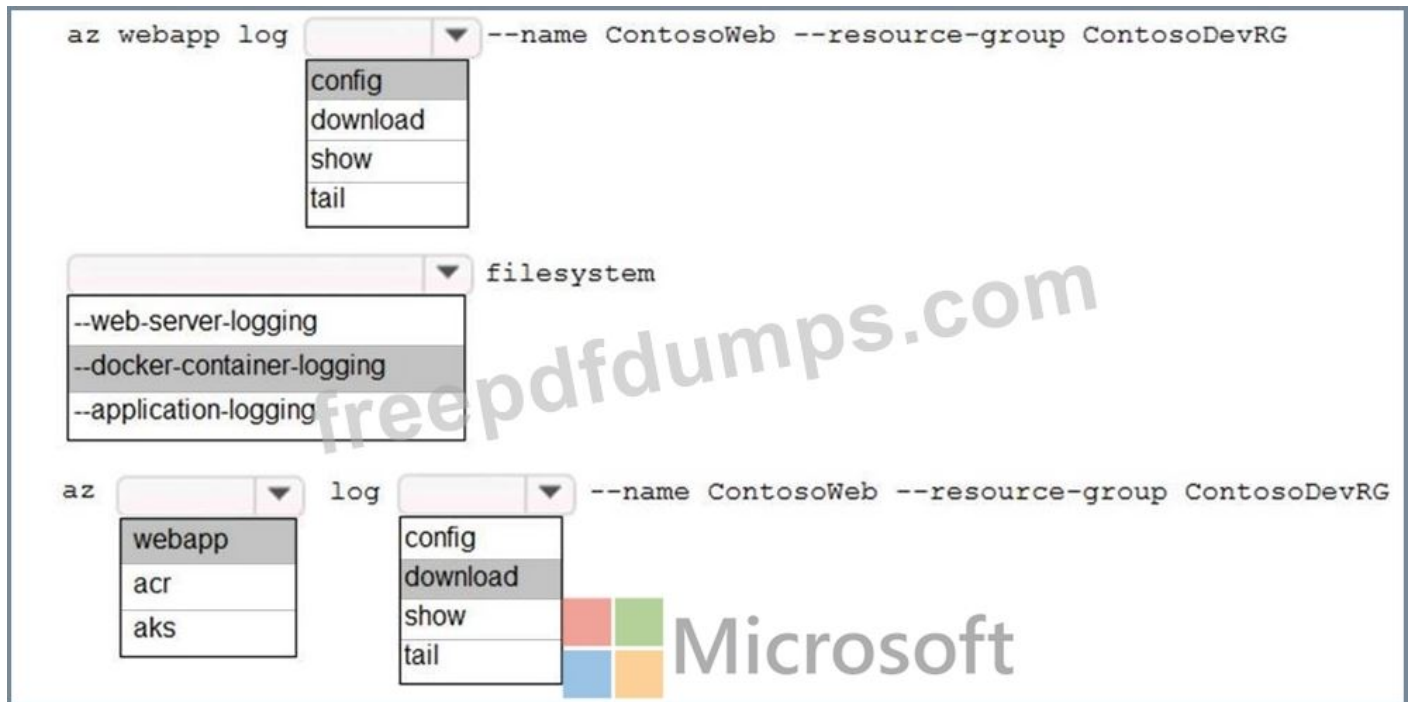 az webapp log --name ContosoWeb --resource-group ContosoDevRG
config
download
show
tail
filesystem
--web-server-logging
--docker-container-logging
--application-logging
freepdfdumps.com
az log --name ContosoWeb --resource-group ContosoDevRG
webapp
acr
aks
config
download
show
tail
Microsoft